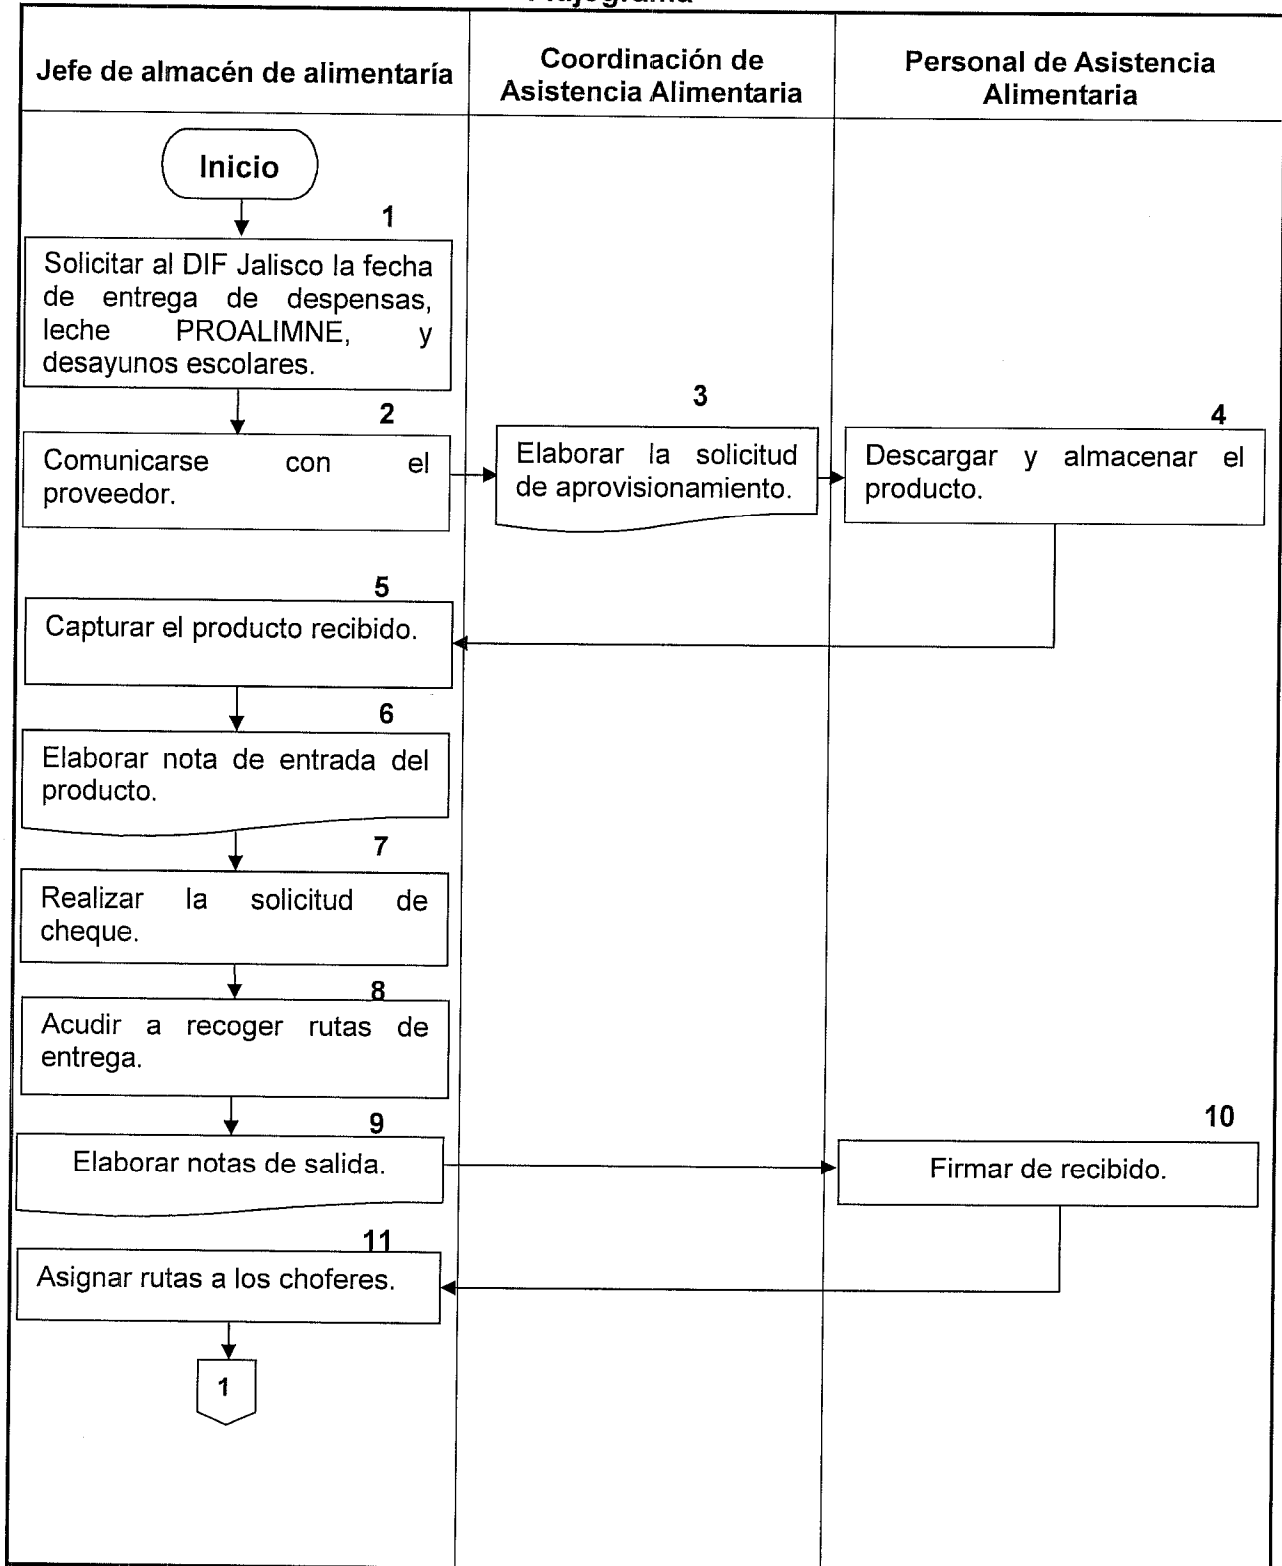 Jefe de almacén de alimentaría
Coordinación de
Asistencia Alimentaria
Personal de Asistencia
Alimentaria
Inicio
1
Solicitar al DIF Jalisco la fecha
de entrega de despensas,
leche PROALIMNE, y
desayunos escolares.
2
Comunicarse con el
proveedor.
3
Elaborar la solicitud
de aprovisionamiento.
4
Descargar y almacenar el
producto.
5
Capturar el producto recibido.
6
Elaborar nota de entrada del
producto.
7
Realizar la solicitud de
cheque.
8
Acudir a recoger rutas de
entrega.
9
Elaborar notas de salida.
10
Firmar de recibido.
11
Asignar rutas a los choferes.
1